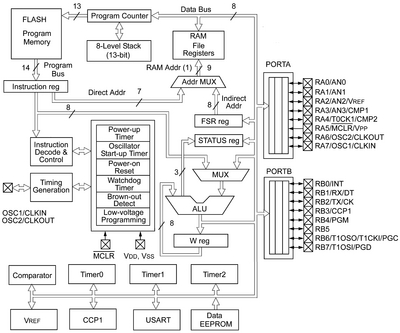 13
Data Bus
8
FLASH
Program
Memory
Program Counter
8-Level Stack
(13-bit)
RAM
File
Registers
14
Program
Bus
RAM Addr (1)
9
Instruction reg
Direct Addr
7
Addr MUX
Indirect
Addr
8
FSR reg
STATUS reg
8
PORTA
RA0/AN0
RA1/AN1
RA2/AN2/VREF
RA3/AN3/CMP1
RA4/T0CK1/CMP2
RA5/MCLR/VPP
RA6/OSC2/CLKOUT
RA7/OSC1/CLKIN
Instruction
Decode &
Control
Timing
Generation
OSC1/CLKIN
OSC2/CLKOUT
Power-up
Timer
Oscillator
Start-up Timer
Power-on
Reset
Watchdog
Timer
Brown-out
Detect
Low-voltage
Programming
MCLR
VDD, VSS
3
MUX
ALU
8
W reg
PORTB
RB0/INT
RB1/RX/DT
RB2/TX/CK
RB3/CCP1
RB4/PGM
RB5
RB6/T1OSO/T1CKI/PGC
RB7/T1OSI/PGD
Comparator
Timer0
Timer1
Timer2
VREF
CCP1
USART
Data
EEPROM